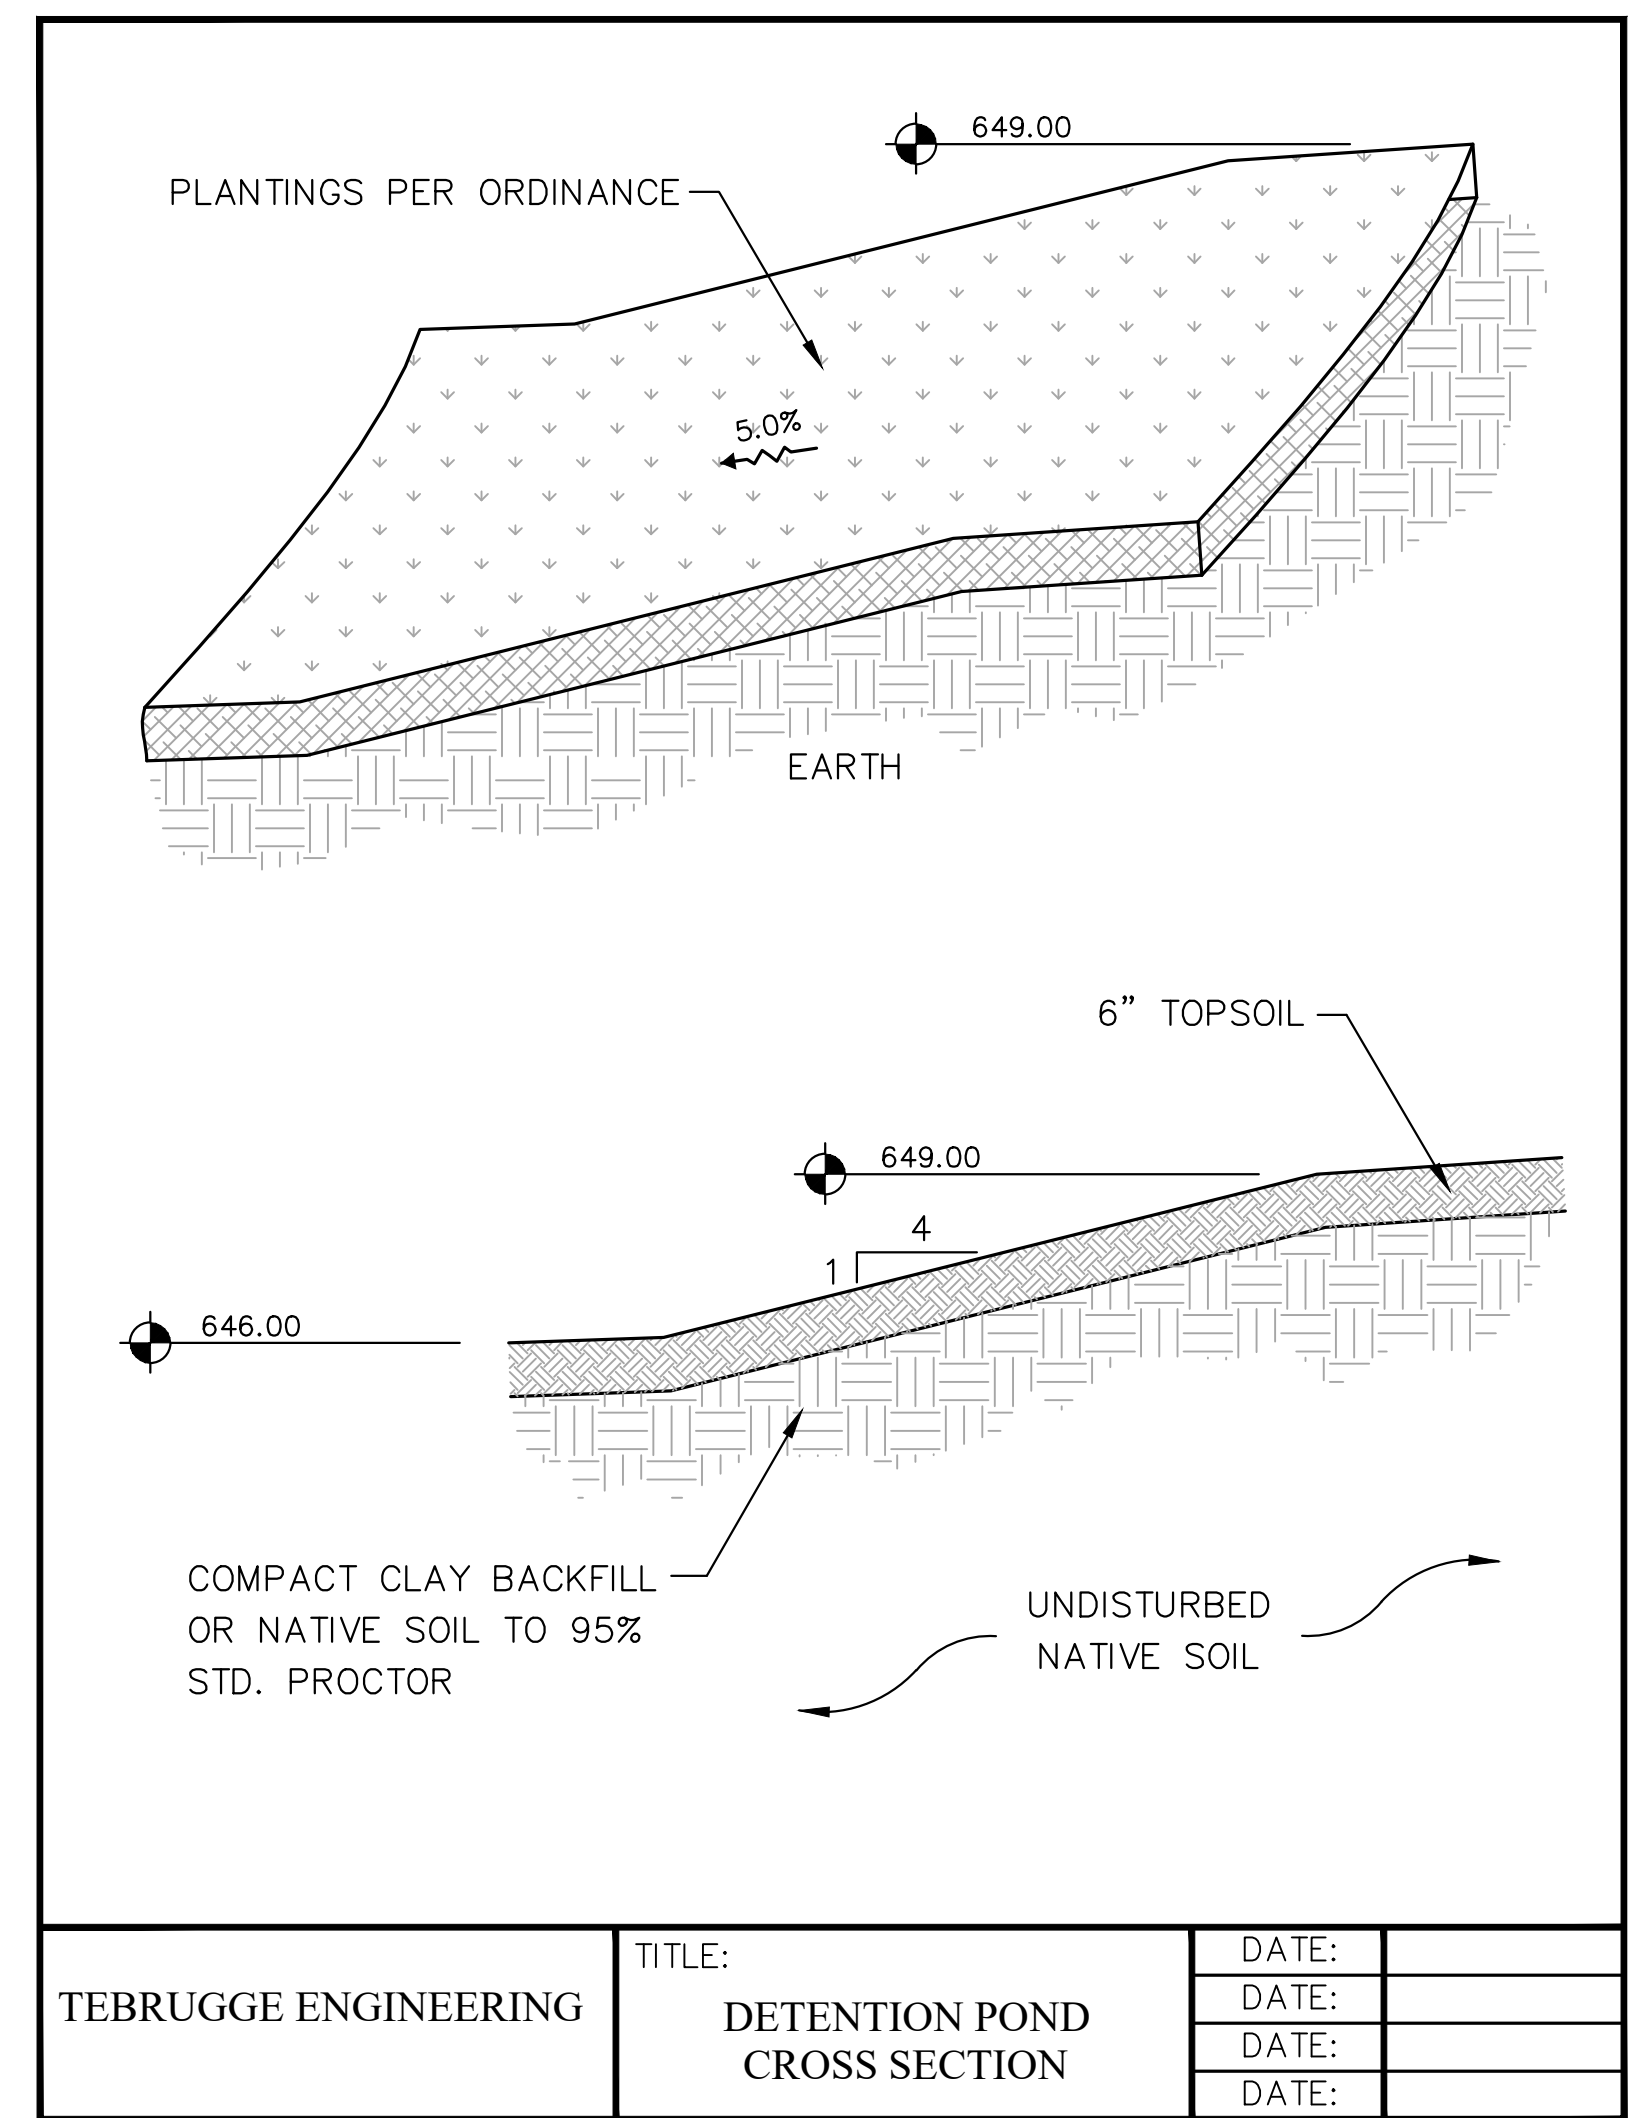 649.00
PLANTINGS PER ORDINANCE
5.0%
EARTH
6” TOPSOIL
649.00
4
1
646.00
COMPACT CLAY BACKFILL
OR NATIVE SOIL TO 95%
STD. PROCTOR
UNDISTURBED
NATIVE SOIL
TEBRUGGE ENGINEERING
TITLE:
DETENTION POND
CROSS SECTION
DATE:
DATE:
DATE:
DATE: